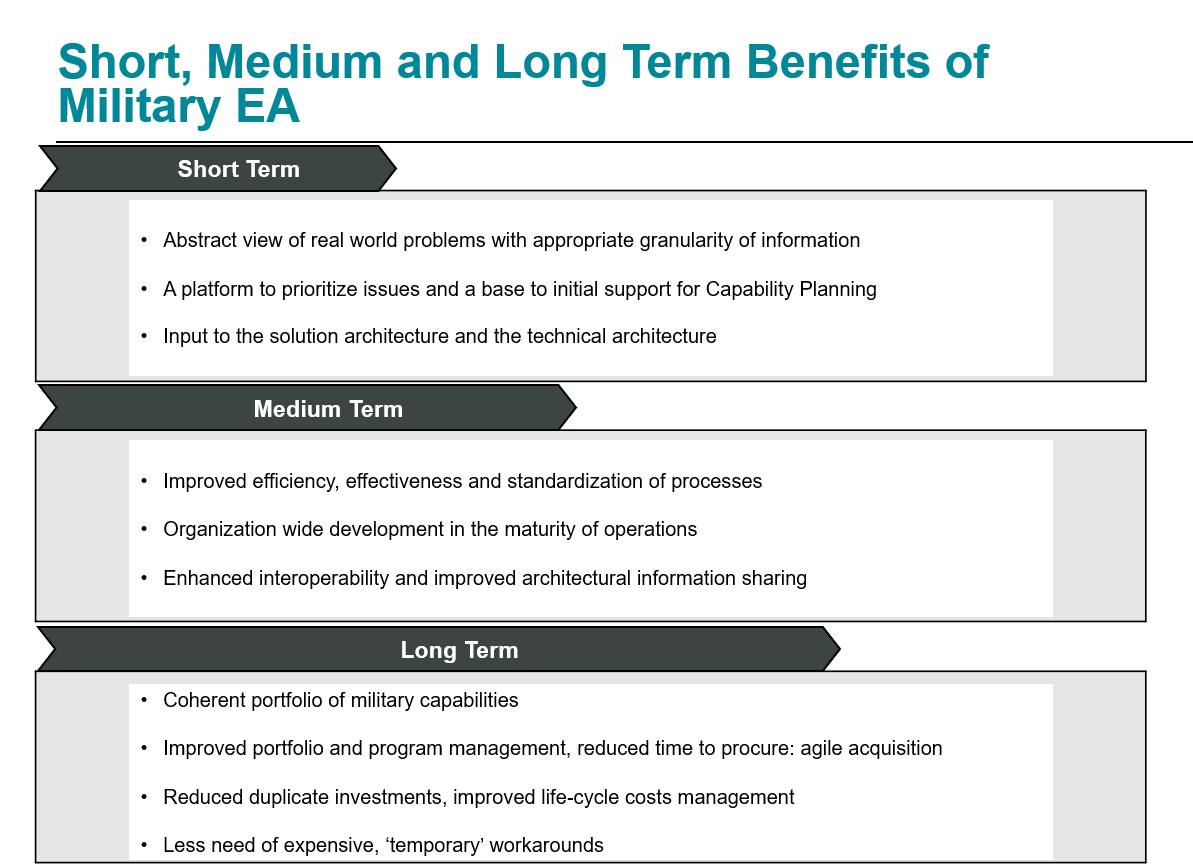 Short, Medium and Long Term Benefits of
Military EA
Short Term
• Abstract view of real world problems with appropriate granularity of information
• A platform to prioritize issues and a base to initial support for Capability Planning
• Input to the solution architecture and the technical architecture
Medium Term
• Improved efficiency, effectiveness and standardization of processes
• Organization wide development in the maturity of operations
• Enhanced interoperability and improved architectural information sharing
Long Term
• Coherent portfolio of military capabilities
• Improved portfolio and program management, reduced time to procure: agile acquisition
• Reduced duplicate investments, improved life-cycle costs management
• Less need of expensive, ‘temporary’ workarounds